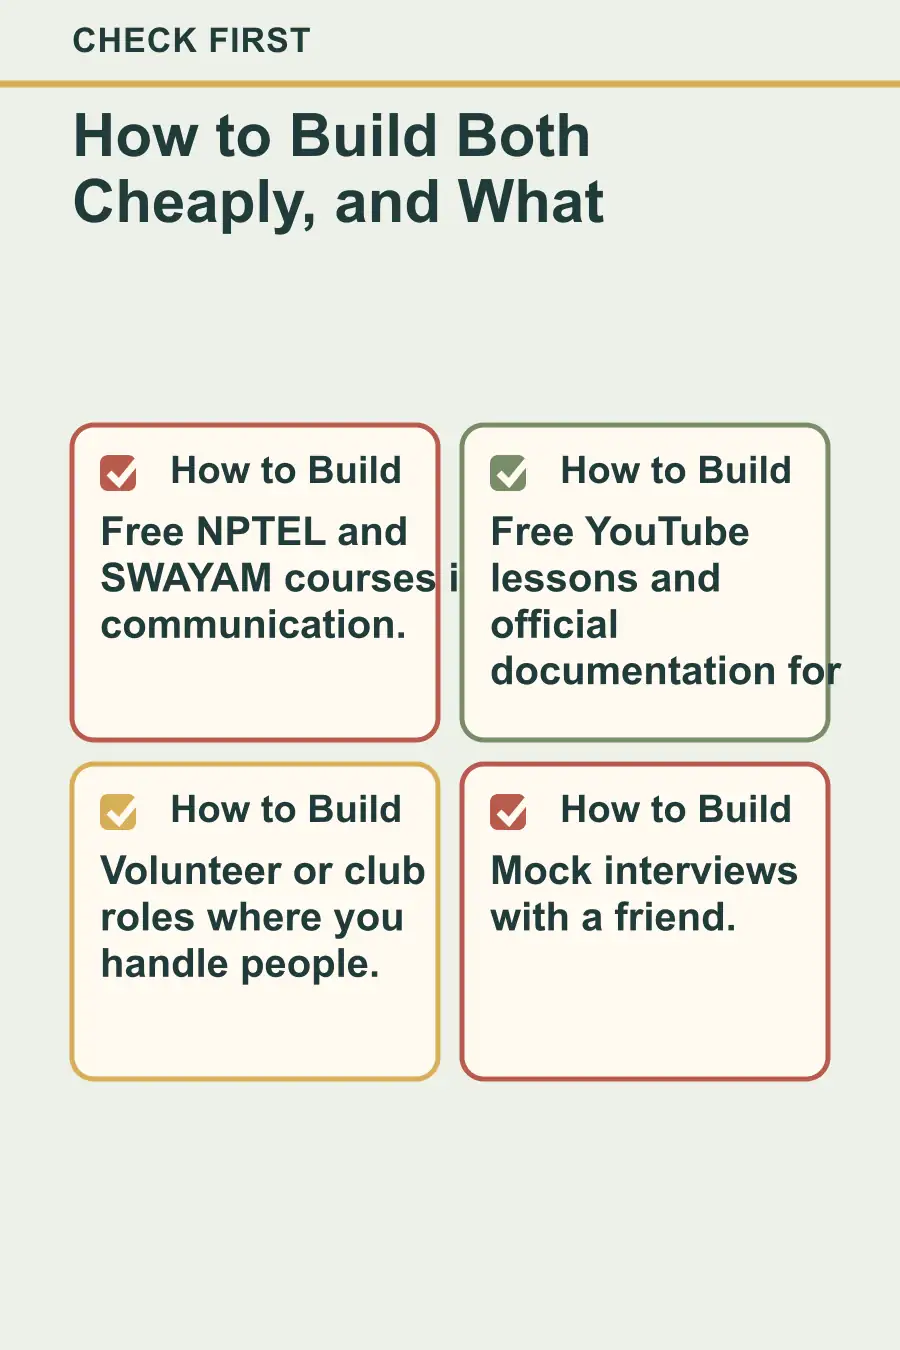 CHECK FIRST
How to Build Both
Cheaply, and What
How to Build
Free NPTEL and
SWAYAM courses i
communication.
How to Build
Free YouTube
lessons and
official
documentation for
How to Build
Volunteer or club
roles where you
handle people.
How to Build
Mock interviews
with a friend.